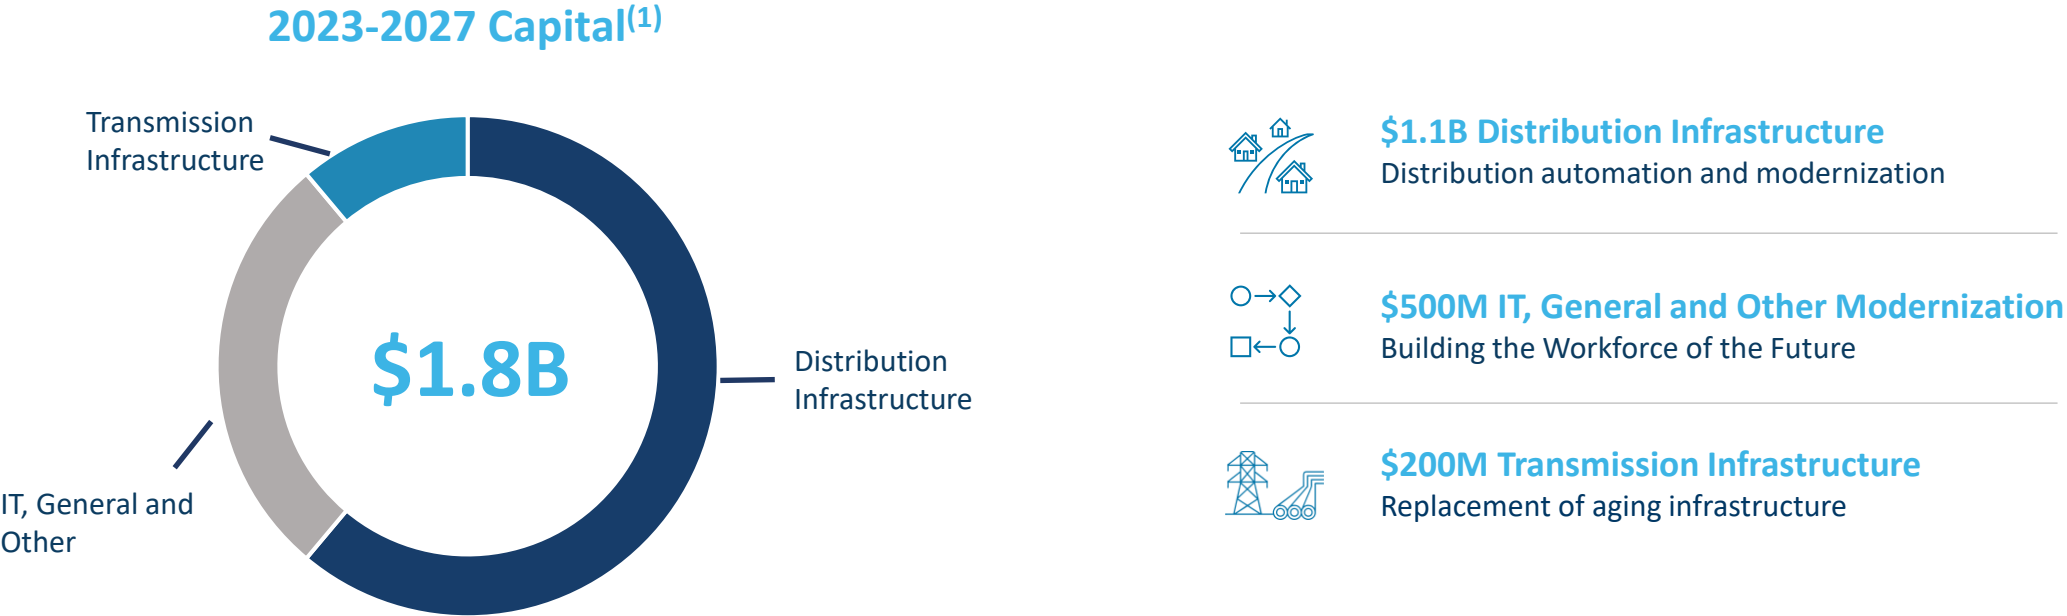 2023-2027 Capital(1)
Transmission
Infrastructure
$1.8B
Distribution
Infrastructure
IT, General and
Other
$1.1B Distribution Infrastructure
Distribution automation and modernization
$500M IT, General and Other Modernization
Building the Workforce of the Future
$200M Transmission Infrastructure
Replacement of aging infrastructure